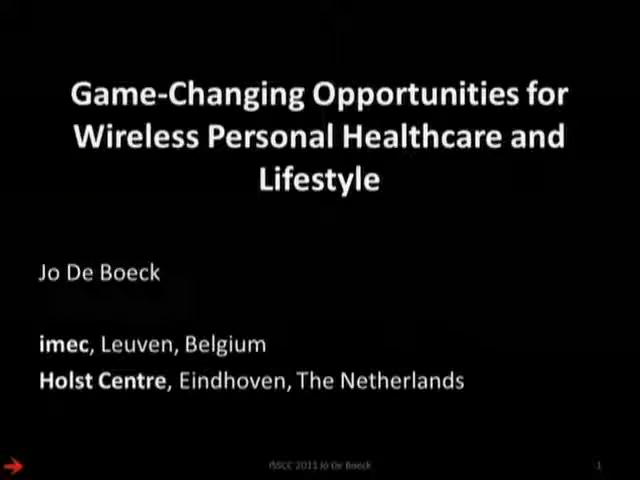 Game-Changing Opportunities for
Wireless Personal Healthcare and
Lifestyle
Jo De Boeck
imec, Leuven, Belgium
Holst Centre, Eindhoven, The Netherlands
ISSCC 2011 Jo De Boeck
1